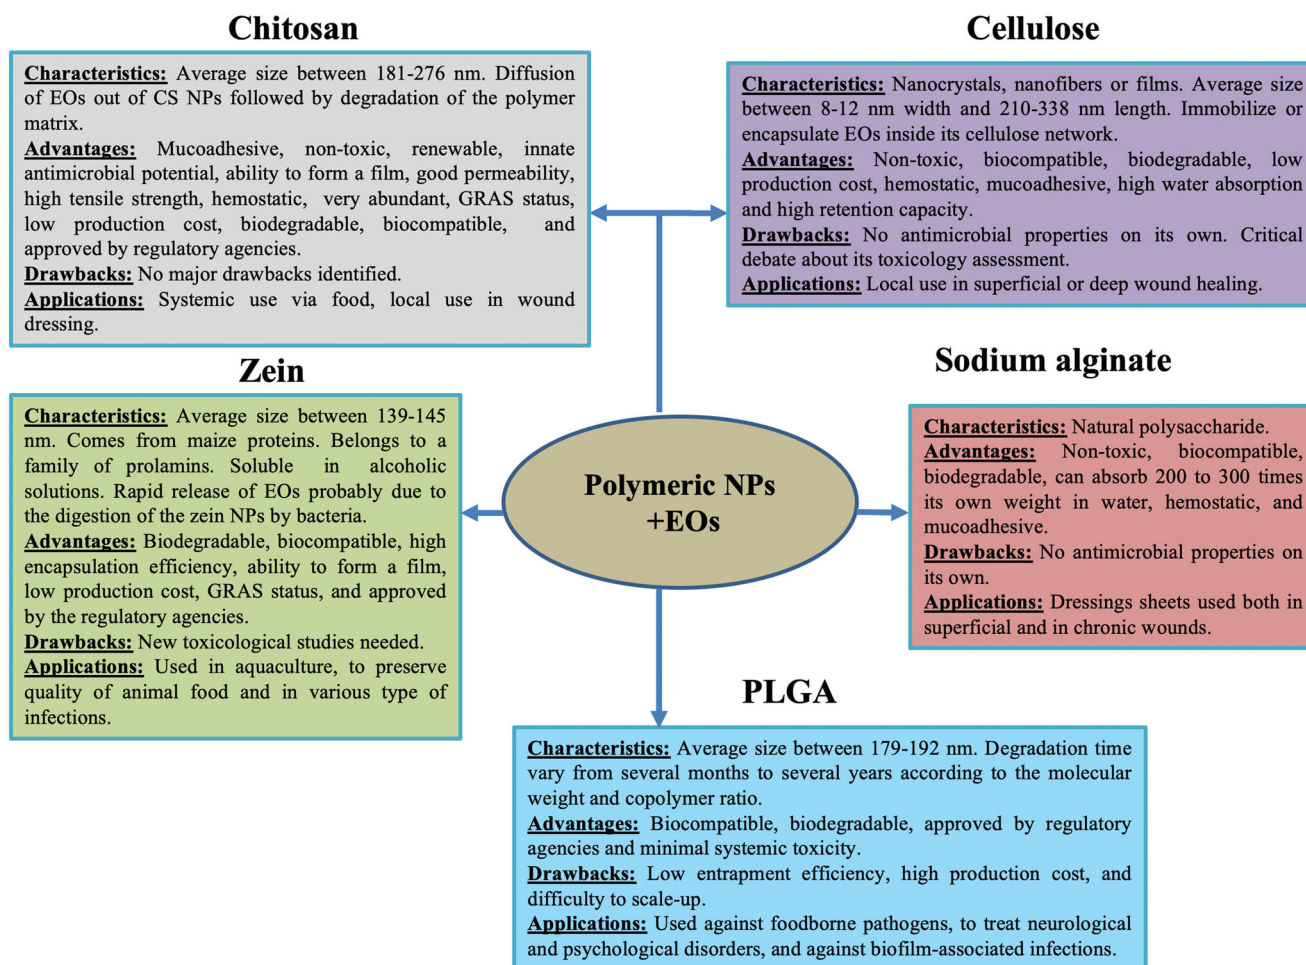 Chitosan
Characteristics: Average size between 181-276 nm. Diffusion
of EOs out of CS NPs followed by degradation of the polymer
matrix.
Advantages: Mucoadhesive, non-toxic, renewable, innate
antimicrobial potential, ability to form a film, good permeability,
high tensile strength, hemostatic, very abundant, GRAS status,
low production cost, biodegradable, biocompatible, and
approved by regulatory agencies.
Drawbacks: No major drawbacks identified.
Applications: Systemic use via food, local use in wound
dressing.
Cellulose
Characteristics: Nanocrystals, nanofibers or films. Average size
between 8-12 nm width and 210-338 nm length. Immobilize or
encapsulate EOs inside its cellulose network.
Advantages: Non-toxic, biocompatible, biodegradable, low
production cost, hemostatic, mucoadhesive, high water absorption
and high retention capacity.
Drawbacks: No antimicrobial properties on its own. Critical
debate about its toxicology assessment.
Applications: Local use in superficial or deep wound healing.
Zein
Characteristics: Average size between 139-145
nm. Comes from maize proteins. Belongs to a
family of prolamins. Soluble in alcoholic
solutions. Rapid release of EOs probably due to
the digestion of the zein NPs by bacteria.
Advantages: Biodegradable, biocompatible, high
encapsulation efficiency, ability to form a film,
low production cost, GRAS status, and approved
by the regulatory agencies.
Drawbacks: New toxicological studies needed.
Applications: Used in aquaculture, to preserve
quality of animal food and in various type of
infections.
Polymeric NPs
+EOs
Sodium alginate
Characteristics: Natural polysaccharide.
Advantages: Non-toxic, biocompatible,
biodegradable, can absorb 200 to 300 times
its own weight in water, hemostatic, and
mucoadhesive.
Drawbacks: No antimicrobial properties on
its own.
Applications: Dressings sheets used both in
superficial and in chronic wounds.
PLGA
Characteristics: Average size between 179-192 nm. Degradation time
vary from several months to several years according to the molecular
weight and copolymer ratio.
Advantages: Biocompatible, biodegradable, approved by regulatory
agencies and minimal systemic toxicity.
Drawbacks: Low entrapment efficiency, high production cost, and
difficulty to scale-up.
Applications: Used against foodborne pathogens, to treat neurological
and psychological disorders, and against biofilm-associated infections.